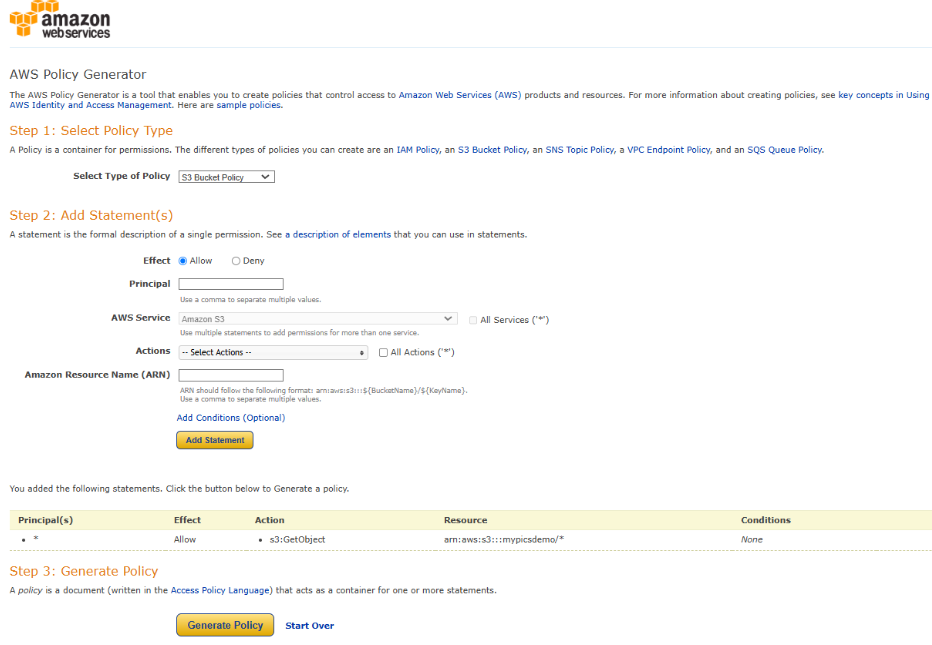 amazon
webservices
AWS Policy Generator
The AWS Policy Generator is a tool that enables you to create policies that control access to Amazon Web Services (AWS) products and resources. For more information about creating policies, see key concepts in Using
AWS Identity and Access Management. Here are sample policies.
Step 1: Select Policy Type
A Policy is a container for permissions. The different types of policies you can create are an IAM Policy, an S3 Bucket Policy, an SNS Topic Policy, a VPC Endpoint Policy, and an SQS Queue Policy.
Select Type of Policy S3 Bucket Policy
Step 2: Add Statement(s)
A statement is the formal description of a single permission. See a description of elements that you can use in statements.
Effect Allow Deny
Principal
Use a comma to separate multiple values.
AWS Service Amazon S3 All Services ('*')
Use multiple statements to add permissions for more than one service.
Actions -- Select Actions -- All Actions ('*')
Amazon Resource Name (ARN)
ARN should follow the following format: arn:aws:s3:::${BucketName}/${KeyName}.
Use a comma to separate multiple values.
Add Conditions (Optional)
Add Statement
You added the following statements. Click the button below to Generate a policy.
Principal(s) Effect Action Resource Conditions
• * Allow • s3:GetObject arn:aws:s3:::mypicsdemo/* None
Step 3: Generate Policy
A policy is a document (written in the Access Policy Language) that acts as a container for one or more statements.
Generate Policy Start Over